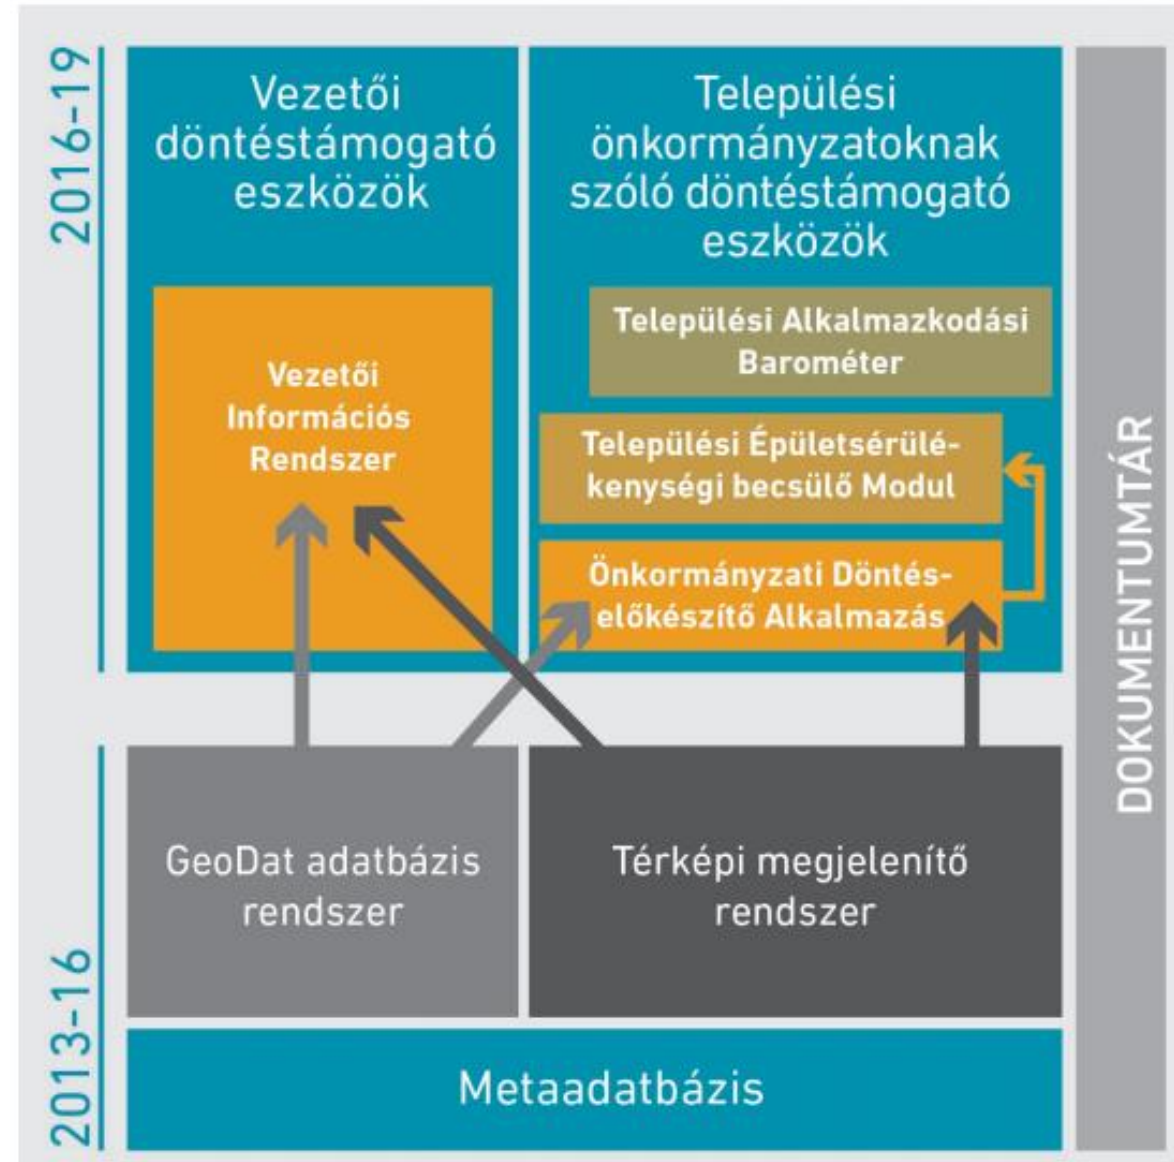 2016-19
Vezetői
döntéstámogató
eszközök
Települési
önkormányzatoknak
szóló döntéstámogató
eszközök
Vezetői
Információs
Rendszer
Települési Alkalmazkodási
Barométer
Települési Épületsérülé-
kenységi becsülő Modul
Önkormányzati Döntés-
előkészítő Alkalmazás
DOKUMENTUMTÁR
2013-16
GeoDat adatbázis
rendszer
Térképi megjelenítő
rendszer
Metaadatbázis